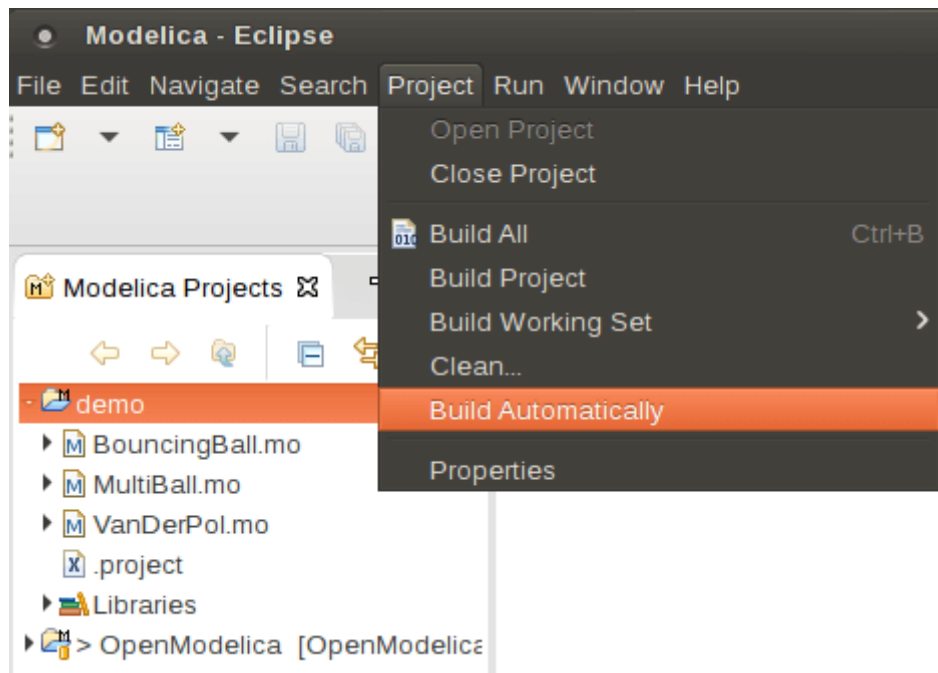 Modelica - Eclipse
File Edit Navigate Search Project Run Window Help
Open Project
Close Project
Build All Ctrl+B
Build Project
Build Working Set
Clean...
Build Automatically
Properties
Modelica Projects
demo
BouncingBall.mo
MultiBall.mo
VanDerPol.mo
.project
Libraries
> OpenModelica [OpenModelica